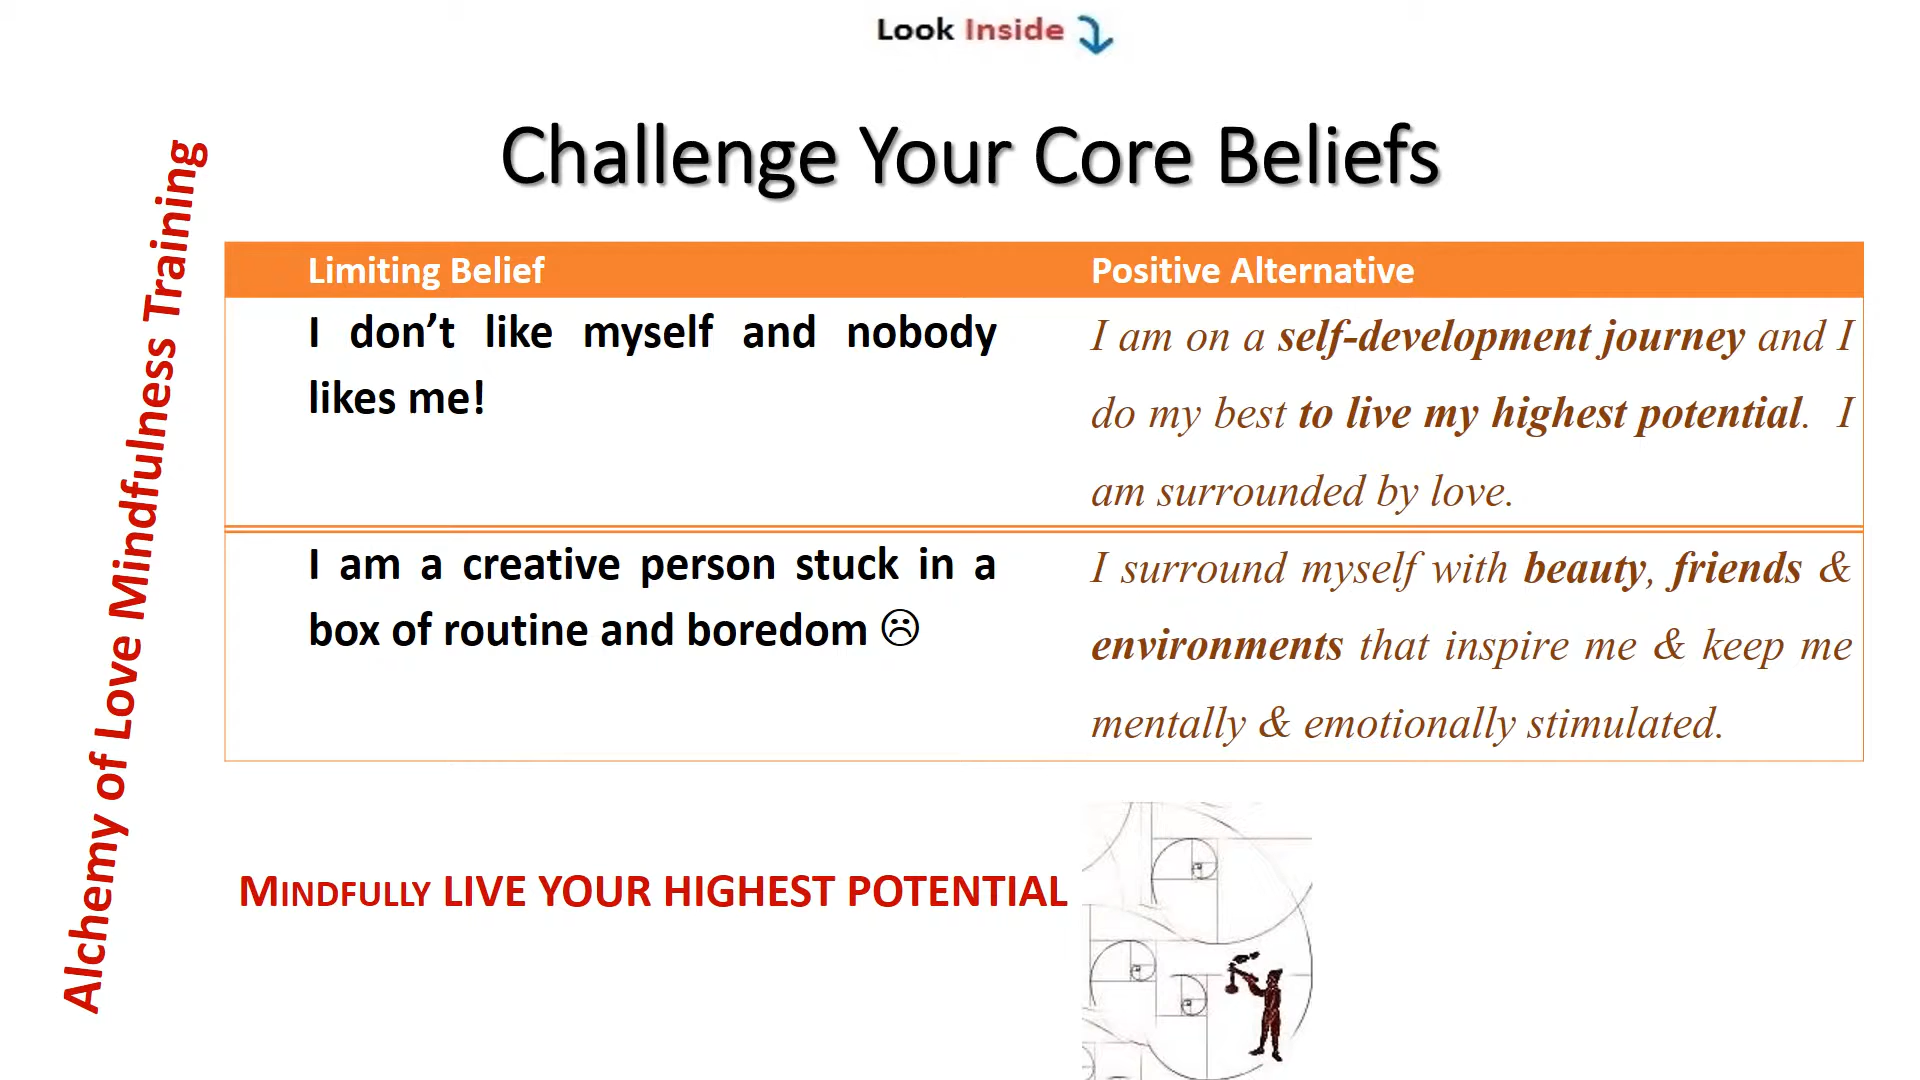 Look Inside
Challenge Your Core Beliefs
Alchemy of Love Mindfulness Training
Limiting Belief
Positive Alternative
I don’t like myself and nobody
likes me!
I am on a self-development journey and I
do my best to live my highest potential. I
am surrounded by love.
I am a creative person stuck in a
box of routine and boredom ☹
I surround myself with beauty, friends &
environments that inspire me & keep me
mentally & emotionally stimulated.
MINDFULLY LIVE YOUR HIGHEST POTENTIAL